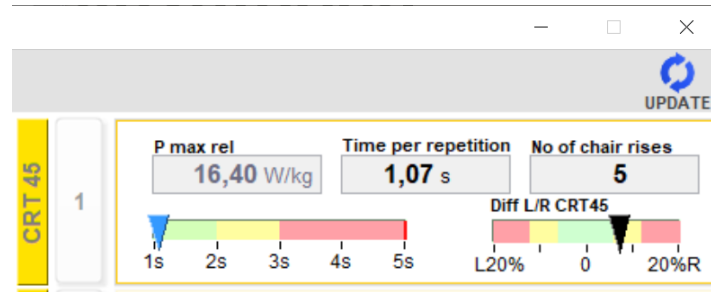 UPDATE
CRT 45
1
P max rel
16,40 W/kg
Time per repetition
1,07 s
No of chair rises
5
1s 2s 3s 4s 5s
Diff L/R CRT45
L20% 0 20%R